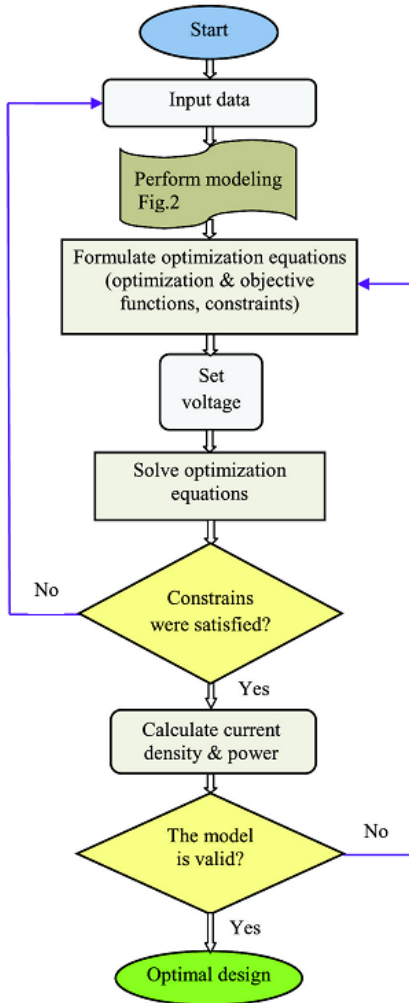 Start
Input data
Perform modeling
Fig.2
Formulate optimization equations
(optimization & objective
functions, constraints)
Set
voltage
Solve optimization
equations
No
Constrains
were satisfied?
Yes
Calculate current
density & power
The model
is valid?
No
Yes
Optimal design